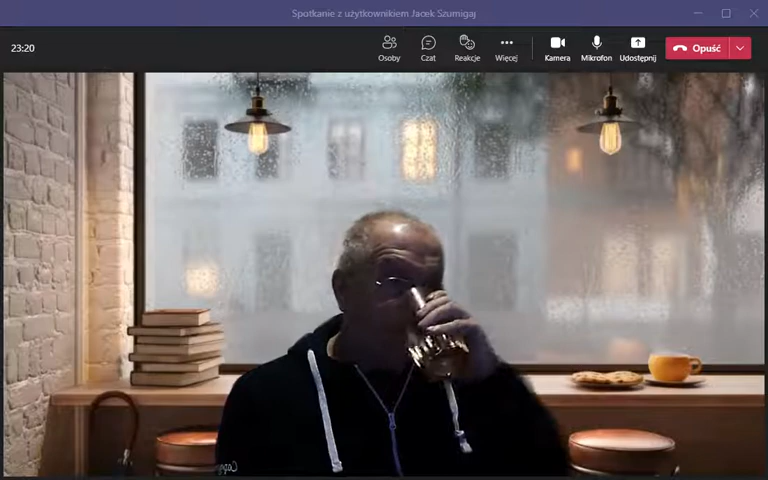 Spotkanie z użytkownikiem Jacek Szumigaj
23:20
Osoby
Czat
Reakcje
Więcej
Kamera
Mikrofon
Udostępnij
Opuść